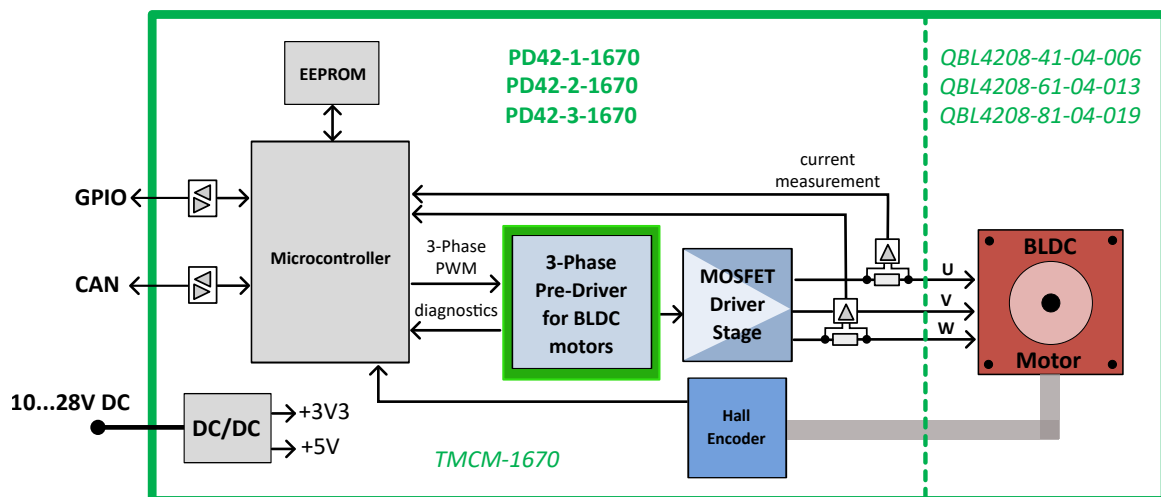 PD42-1-1670
PD42-2-1670
PD42-3-1670
QBL4208-41-04-006
QBL4208-61-04-013
QBL4208-81-04-019
EEPROM
current
measurement
GPIO
CAN
Microcontroller
3-Phase
PWM
diagnostics
3-Phase
Pre-Driver
for BLDC
motors
MOSFET
Driver
Stage
U
V
W
BLDC
Motor
10...28V DC
DC/DC
+3V3
+5V
Hall
Encoder
TMCM-1670